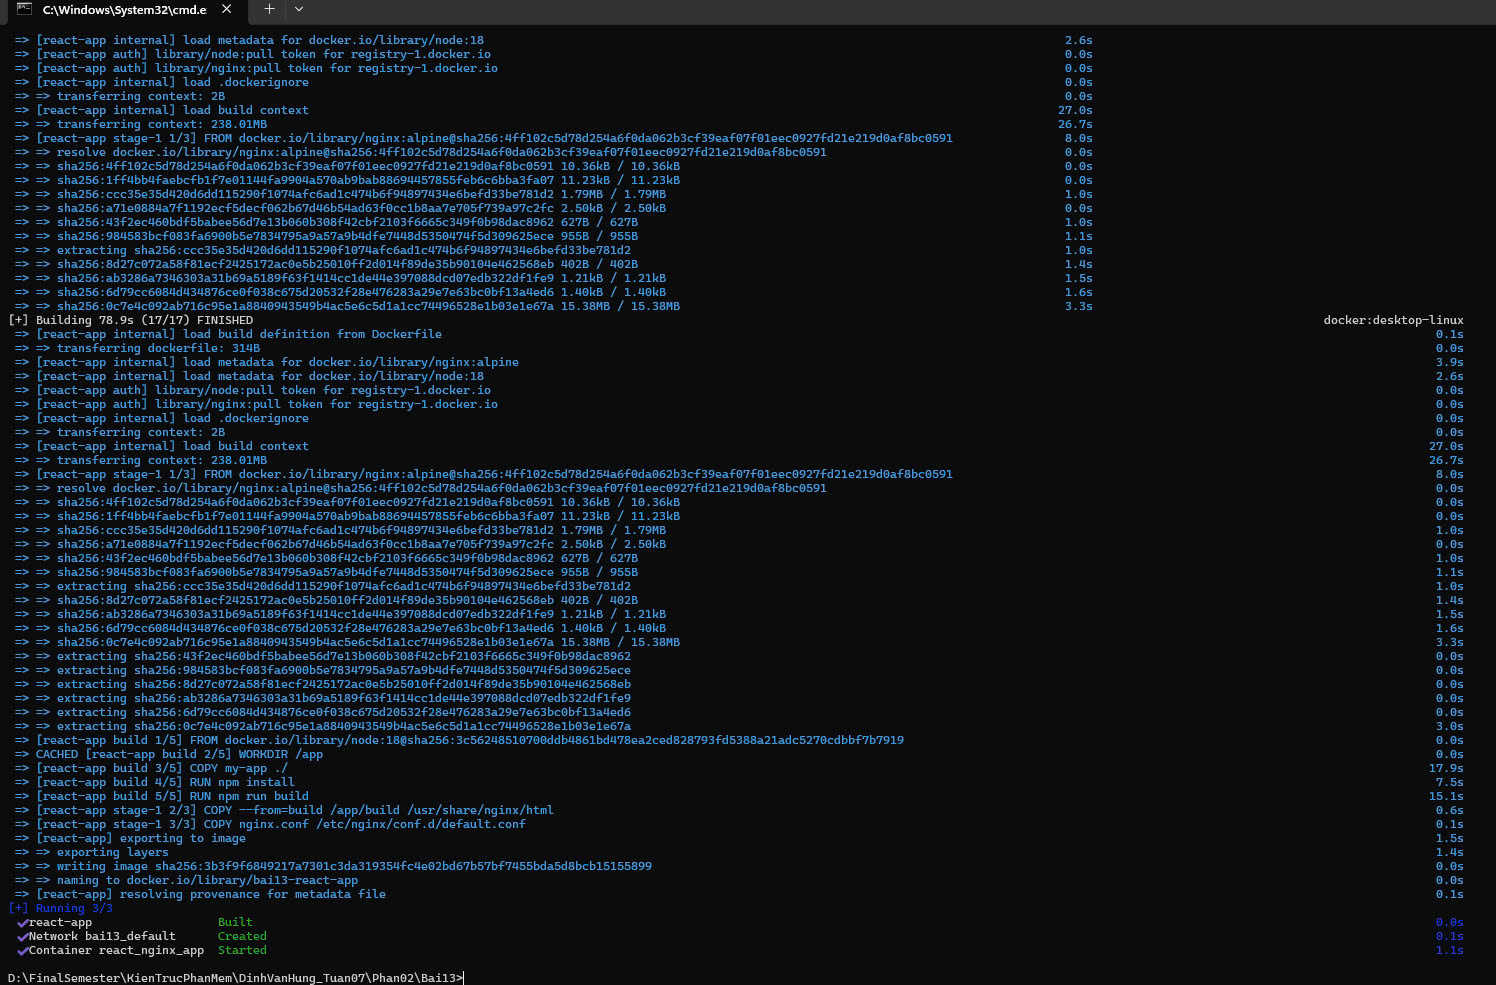 C:\Windows\System32\cmd.e
=> [react-app internal] load metadata for docker.io/library/node:18 2.6s
=> [react-app auth] library/node:pull token for registry-1.docker.io 0.0s
=> [react-app auth] library/nginx:pull token for registry-1.docker.io 0.0s
=> [react-app internal] load .dockerignore 0.0s
=> => transferring context: 2B 0.0s
=> [react-app internal] load build context 27.0s
=> => transferring context: 238.01MB 26.7s
=> [react-app stage-1 1/3] FROM docker.io/library/nginx:alpine@sha256:4ff102c5d78d254a6f0da062b3cf39eaf07f01eec0927fd21e219d0af8bc0591 8.0s
=> => resolve docker.io/library/nginx:alpine@sha256:4ff102c5d78d254a6f0da062b3cf39eaf07f01eec0927fd21e219d0af8bc0591 0.0s
=> => sha256:4ff102c5d78d254a6f0da062b3cf39eaf07f01eec0927fd21e219d0af8bc0591 10.36kB / 10.36kB 0.0s
=> => sha256:1ff4bb4faebcfb1f7e01144fa9904a570ab9bab88694457855feb6c6bba3fa07 11.23kB / 11.23kB 0.0s
=> => sha256:ccc35e35d420d6dd115290f1074afc6ad1c474b6f94897434e6befd33be781d2 1.79MB / 1.79MB 1.0s
=> => sha256:a71e0884a7f1192ecf5decf062b67d46b54ad63f0cc1b8aa7e705f739a97c2fc 2.50kB / 2.50kB 0.0s
=> => sha256:43f2ec460bdf5babee56d7e13b060b308f42cbf2103f6665c349f0b98dac8962 627B / 627B 1.0s
=> => sha256:984583bcf083fa6900b5e7834795a9a57a9b4dfe7448d5350474f5d309625ece 955B / 955B 1.1s
=> => extracting sha256:ccc35e35d420d6dd115290f1074afc6ad1c474b6f94897434e6befd33be781d2 1.0s
=> => sha256:8d27c072a58f81ecf2425172ac0e5b25010ff2d014f89de35b90104e462568eb 402B / 402B 1.4s
=> => sha256:ab3286a7346303a31b69a5189f63f1414cc1de44e397088dcd07edb322df1fe9 1.21kB / 1.21kB 1.5s
=> => sha256:6d79cc6084d434876ce0f038c675d20532f28e476283a29e7e63bc0bf13a4ed6 1.40kB / 1.40kB 1.6s
=> => sha256:0c7e4c092ab716c95e1a8840943549b4ac5e6c5d1a1cc74496528e1b03e1e67a 15.38MB / 15.38MB 3.3s
[+] Building 78.9s (17/17) FINISHED docker:desktop-linux
=> [react-app internal] load build definition from Dockerfile 0.1s
=> => transferring dockerfile: 314B 0.0s
=> [react-app internal] load metadata for docker.io/library/nginx:alpine 3.9s
=> [react-app internal] load metadata for docker.io/library/node:18 2.6s
=> [react-app auth] library/node:pull token for registry-1.docker.io 0.0s
=> [react-app auth] library/nginx:pull token for registry-1.docker.io 0.0s
=> [react-app internal] load .dockerignore 0.0s
=> => transferring context: 2B 0.0s
=> [react-app internal] load build context 27.0s
=> => transferring context: 238.01MB 26.7s
=> [react-app stage-1 1/3] FROM docker.io/library/nginx:alpine@sha256:4ff102c5d78d254a6f0da062b3cf39eaf07f01eec0927fd21e219d0af8bc0591 8.0s
=> => resolve docker.io/library/nginx:alpine@sha256:4ff102c5d78d254a6f0da062b3cf39eaf07f01eec0927fd21e219d0af8bc0591 0.0s
=> => sha256:4ff102c5d78d254a6f0da062b3cf39eaf07f01eec0927fd21e219d0af8bc0591 10.36kB / 10.36kB 0.0s
=> => sha256:1ff4bb4faebcfb1f7e01144fa9904a570ab9bab88694457855feb6c6bba3fa07 11.23kB / 11.23kB 0.0s
=> => sha256:ccc35e35d420d6dd115290f1074afc6ad1c474b6f94897434e6befd33be781d2 1.79MB / 1.79MB 1.0s
=> => sha256:a71e0884a7f1192ecf5decf062b67d46b54ad63f0cc1b8aa7e705f739a97c2fc 2.50kB / 2.50kB 0.0s
=> => sha256:43f2ec460bdf5babee56d7e13b060b308f42cbf2103f6665c349f0b98dac8962 627B / 627B 1.0s
=> => sha256:984583bcf083fa6900b5e7834795a9a57a9b4dfe7448d5350474f5d309625ece 955B / 955B 1.1s
=> => extracting sha256:ccc35e35d420d6dd115290f1074afc6ad1c474b6f94897434e6befd33be781d2 1.0s
=> => sha256:8d27c072a58f81ecf2425172ac0e5b25010ff2d014f89de35b90104e462568eb 402B / 402B 1.4s
=> => sha256:ab3286a7346303a31b69a5189f63f1414cc1de44e397088dcd07edb322df1fe9 1.21kB / 1.21kB 1.5s
=> => sha256:6d79cc6084d434876ce0f038c675d20532f28e476283a29e7e63bc0bf13a4ed6 1.40kB / 1.40kB 1.6s
=> => sha256:0c7e4c092ab716c95e1a8840943549b4ac5e6c5d1a1cc74496528e1b03e1e67a 15.38MB / 15.38MB 3.3s
=> => extracting sha256:43f2ec460bdf5babee56d7e13b060b308f42cbf2103f6665c349f0b98dac8962 0.0s
=> => extracting sha256:984583bcf083fa6900b5e7834795a9a57a9b4dfe7448d5350474f5d309625ece 0.0s
=> => extracting sha256:8d27c072a58f81ecf2425172ac0e5b25010ff2d014f89de35b90104e462568eb 0.0s
=> => extracting sha256:ab3286a7346303a31b69a5189f63f1414cc1de44e397088dcd07edb322df1fe9 0.0s
=> => extracting sha256:6d79cc6084d434876ce0f038c675d20532f28e476283a29e7e63bc0bf13a4ed6 0.0s
=> => extracting sha256:0c7e4c092ab716c95e1a8840943549b4ac5e6c5d1a1cc74496528e1b03e1e67a 3.0s
=> [react-app build 1/5] FROM docker.io/library/node:18@sha256:3c56248510700ddb4861bd478ea2ced828793fd5388a21adc5270cdbbf7b7919 0.0s
=> CACHED [react-app build 2/5] WORKDIR /app 0.0s
=> [react-app build 3/5] COPY my-app ./ 17.9s
=> [react-app build 4/5] RUN npm install 7.5s
=> [react-app build 5/5] RUN npm run build 15.1s
=> [react-app stage-1 2/3] COPY --from=build /app/build /usr/share/nginx/html 0.6s
=> [react-app stage-1 3/3] COPY nginx.conf /etc/nginx/conf.d/default.conf 0.1s
=> [react-app] exporting to image 1.5s
=> => exporting layers 1.4s
=> => writing image sha256:3b3f9f6849217a7301c3da319354fc4e02bd67b57bf7455bda5d8bcb15155899 0.0s
=> => naming to docker.io/library/bai13-react-app 0.0s
=> [react-app] resolving provenance for metadata file 0.1s
[+] Running 3/3
✔react-app Built 0.0s
✔Network bai13_default Created 0.1s
✔Container react_nginx_app Started 1.1s
D:\FinalSemester\KienTrucPhanMem\DinhVanHung_Tuan07\Phan02\Bai13>